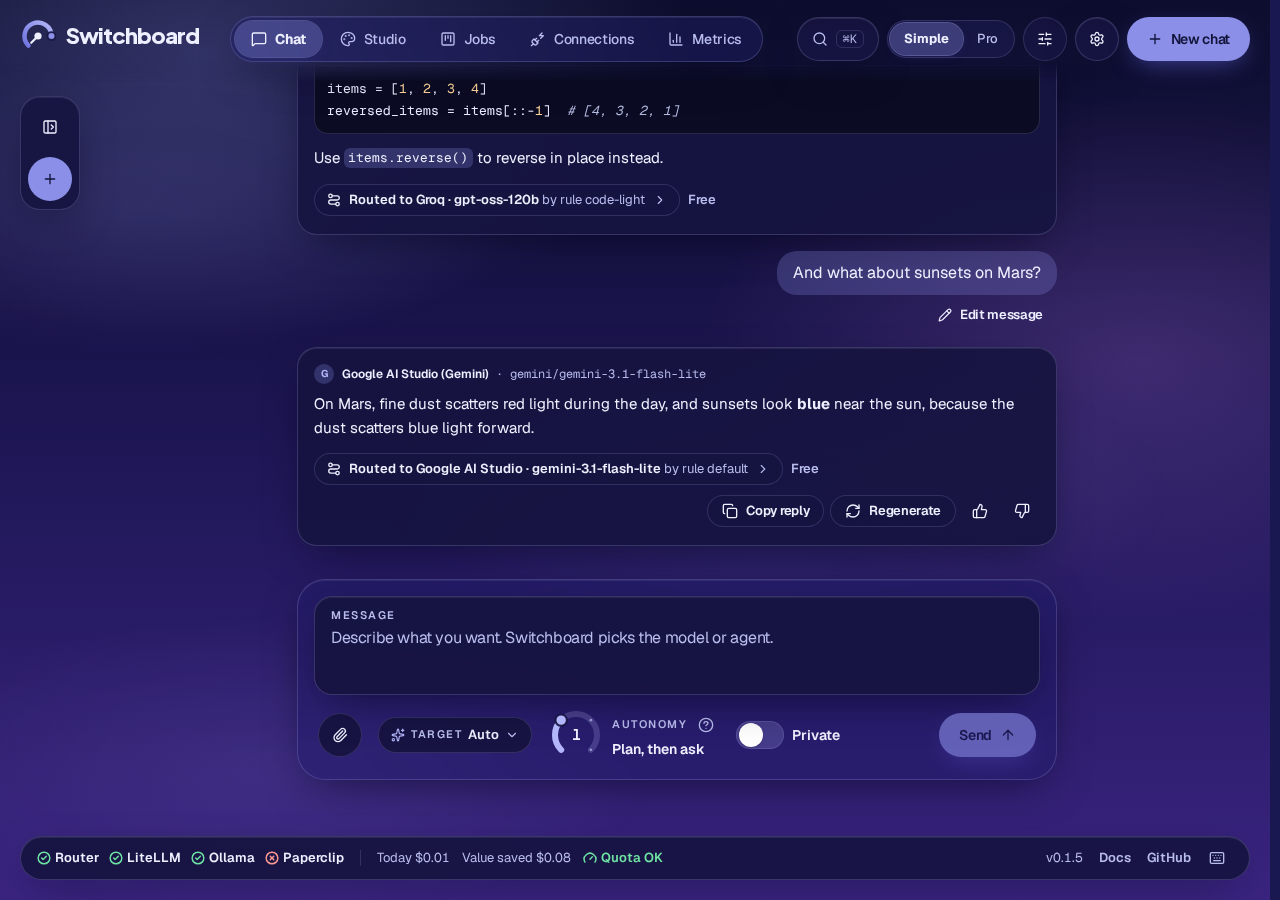 Switchboard
Chat
Studio
Jobs
Connections
Metrics
⌘K
Simple
Pro
New chat
items = [1, 2, 3, 4]
reversed_items = items[::-1]  # [4, 3, 2, 1]
Use items.reverse() to reverse in place instead.
Routed to Groq · gpt-oss-120b by rule code-light
Free
And what about sunsets on Mars?
Edit message
G Google AI Studio (Gemini) · gemini/gemini-3.1-flash-lite
On Mars, fine dust scatters red light during the day, and sunsets look blue near the sun, because the
dust scatters blue light forward.
Routed to Google AI Studio · gemini-3.1-flash-lite by rule default
Free
Copy reply
Regenerate
MESSAGE
Describe what you want. Switchboard picks the model or agent.
TARGET Auto
1
AUTONOMY
Plan, then ask
Private
Send
Router
LiteLLM
Ollama
Paperclip
Today $0.01
Value saved $0.08
Quota OK
v0.1.5
Docs
GitHub